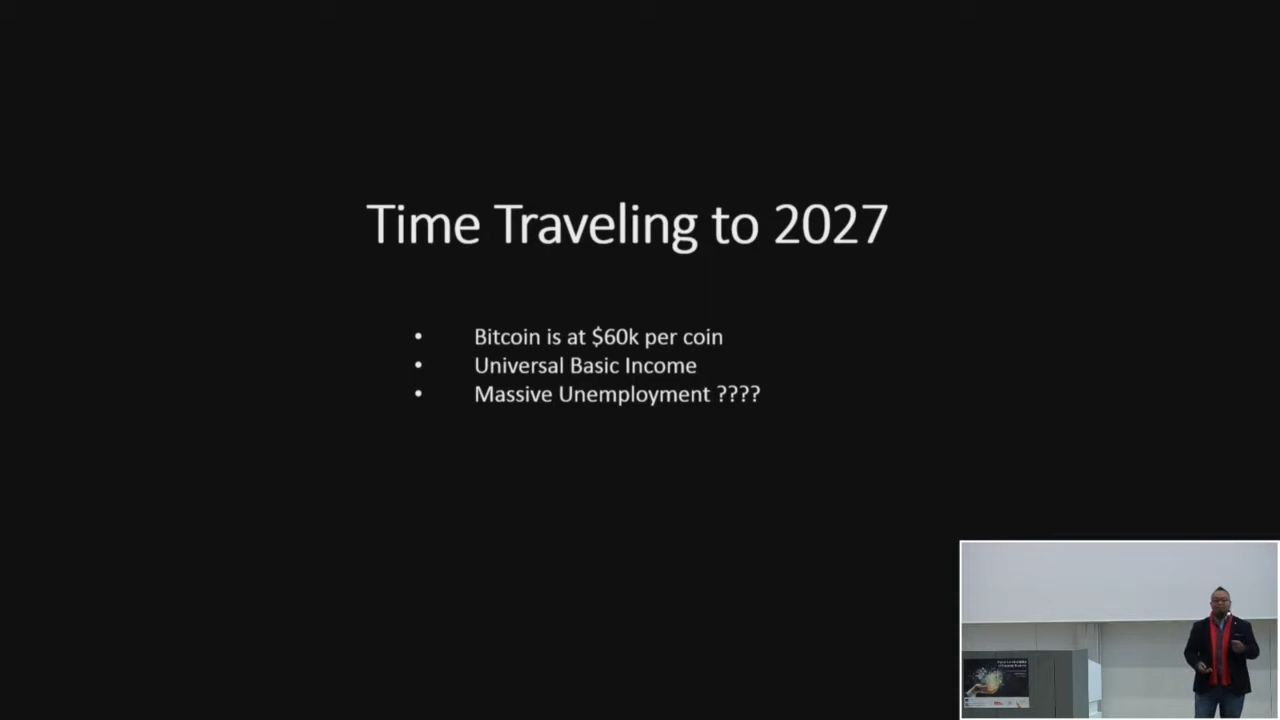 Time Traveling to 2027
• Bitcoin is at $60k per coin
• Universal Basic Income
• Massive Unemployment ????